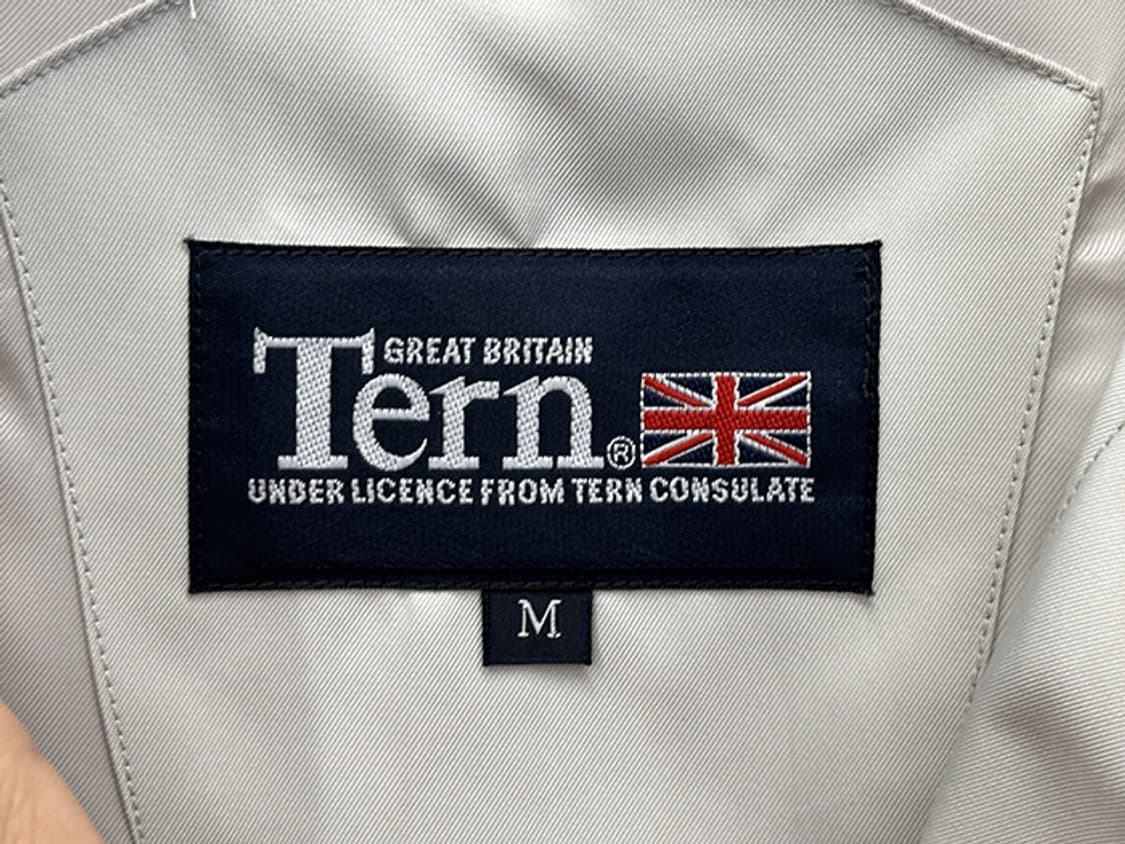 GREAT BRITAIN
Tern®
UNDER LICENCE FROM TERN CONSULATE
M